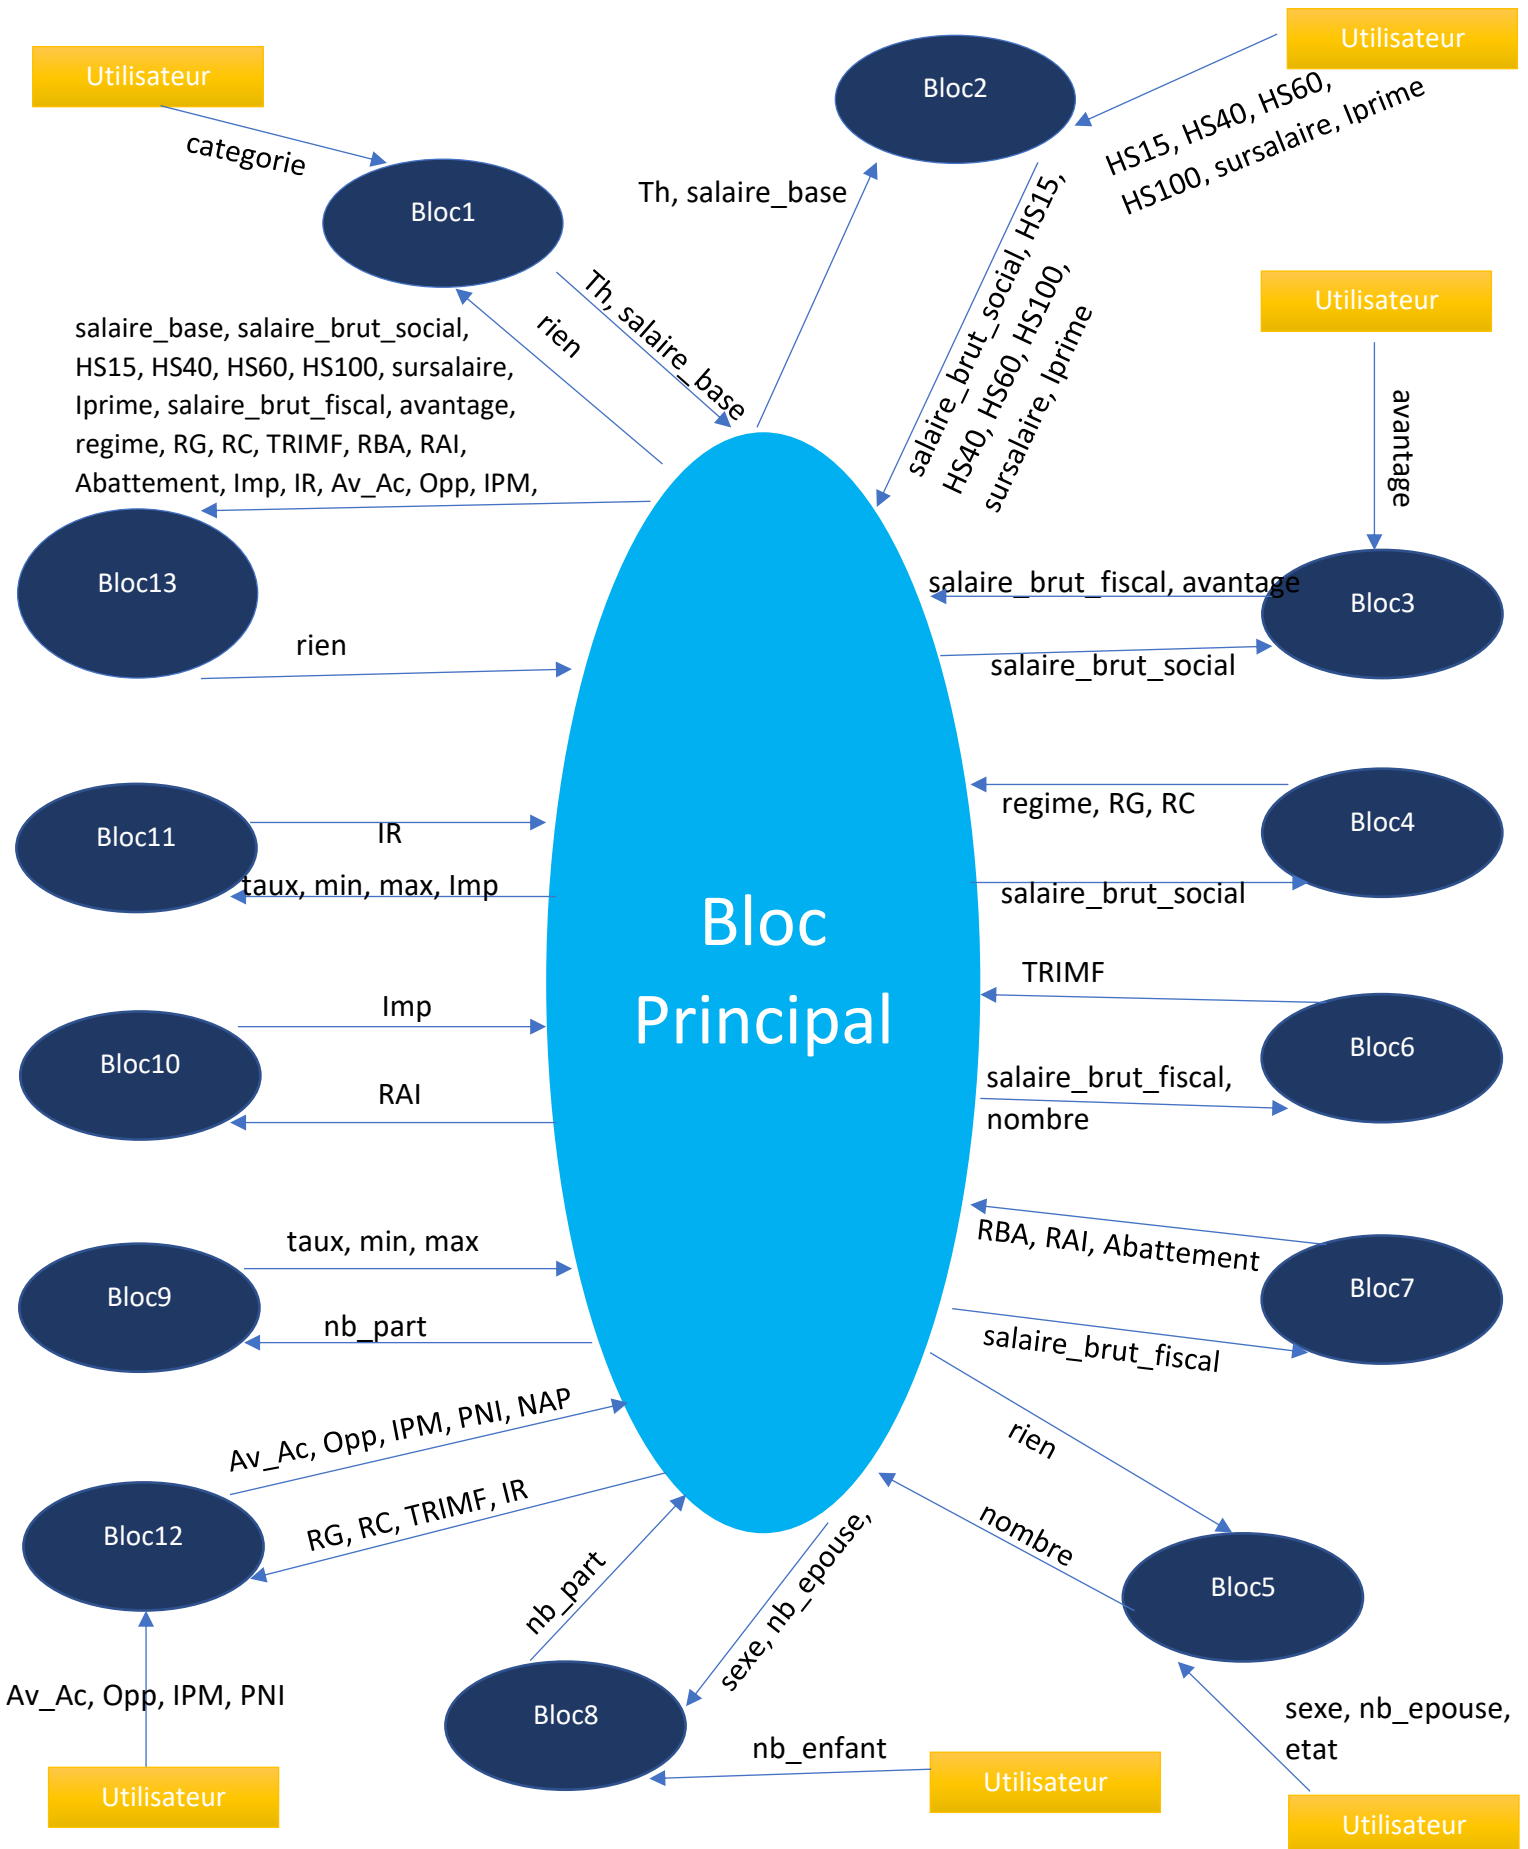 Utilisateur
Utilisateur
Bloc2
categorie
HS15, HS40, HS60,
HS100, sursalaire, Iprime
Bloc1
Th, salaire_base
Th, salaire_base
rien
salaire_brut_social, HS15,
HS40, HS60, HS100,
sursalaire, Iprime
Utilisateur
avantage
salaire_base, salaire_brut_social,
HS15, HS40, HS60, HS100, sursalaire,
Iprime, salaire_brut_fiscal, avantage,
regime, RG, RC, TRIMF, RBA, RAI,
Abattement, Imp, IR, Av_Ac, Opp, IPM,
Bloc13
rien
salaire_brut_fiscal, avantage
Bloc3
salaire_brut_social
Bloc11
IR
taux, min, max, Imp
regime, RG, RC
Bloc4
salaire_brut_social
Bloc
Principal
Imp
Bloc10
RAI
TRIMF
Bloc6
salaire_brut_fiscal,
nombre
taux, min, max
Bloc9
nb_part
RBA, RAI, Abattement
Bloc7
salaire_brut_fiscal
Av_Ac, Opp, IPM, PNI, NAP
Bloc12
RG, RC, TRIMF, IR
rien
nombre
Bloc5
nb_part
sexe, nb_epouse,
Bloc8
Av_Ac, Opp, IPM, PNI
Utilisateur
nb_enfant
Utilisateur
sexe, nb_epouse,
etat
Utilisateur